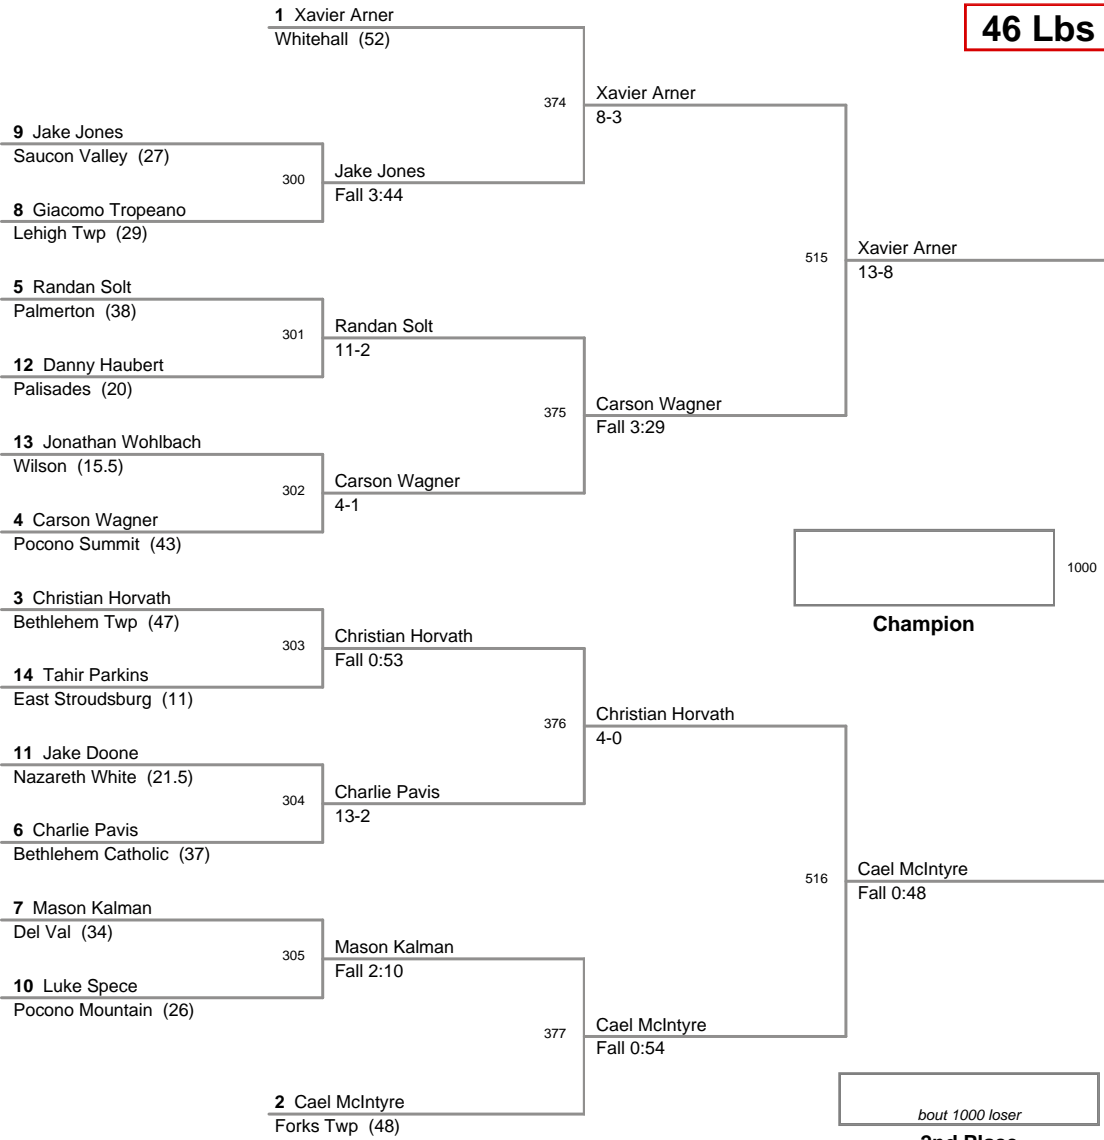 1 Xavier Arner
Whitehall (52)
46 Lbs
374
Xavier Arner
8-3
9 Jake Jones
Saucon Valley (27)
300
Jake Jones
Fall 3:44
8 Giacomo Tropeano
Lehigh Twp (29)
515
Xavier Arner
13-8
5 Randan Solt
Palmerton (38)
301
Randan Solt
11-2
12 Danny Haubert
Palisades (20)
375
Carson Wagner
Fall 3:29
13 Jonathan Wohlbach
Wilson (15.5)
302
Carson Wagner
4-1
4 Carson Wagner
Pocono Summit (43)
1000
Champion
3 Christian Horvath
Bethlehem Twp (47)
303
Christian Horvath
Fall 0:53
14 Tahir Parkins
East Stroudsburg (11)
376
Christian Horvath
4-0
11 Jake Doone
Nazareth White (21.5)
304
Charlie Pavis
13-2
6 Charlie Pavis
Bethlehem Catholic (37)
516
Cael McIntyre
Fall 0:48
7 Mason Kalman
Del Val (34)
305
Mason Kalman
Fall 2:10
10 Luke Spece
Pocono Mountain (26)
377
Cael McIntyre
Fall 0:54
2 Cael McIntyre
Forks Twp (48)
bout 1000 loser
2nd Place